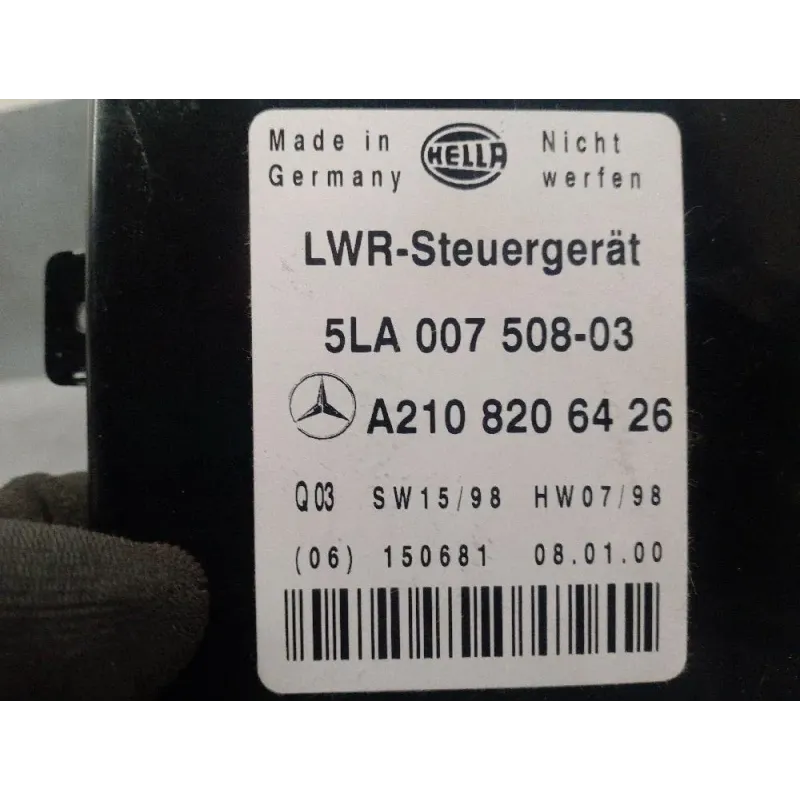 Made in Germany
HELLA
Nicht werfen
LWR-Steuergerät
5LA 007 508-03
A210 820 64 26
Q03 SW15/98 HW07/98
(06) 150681 08.01.00